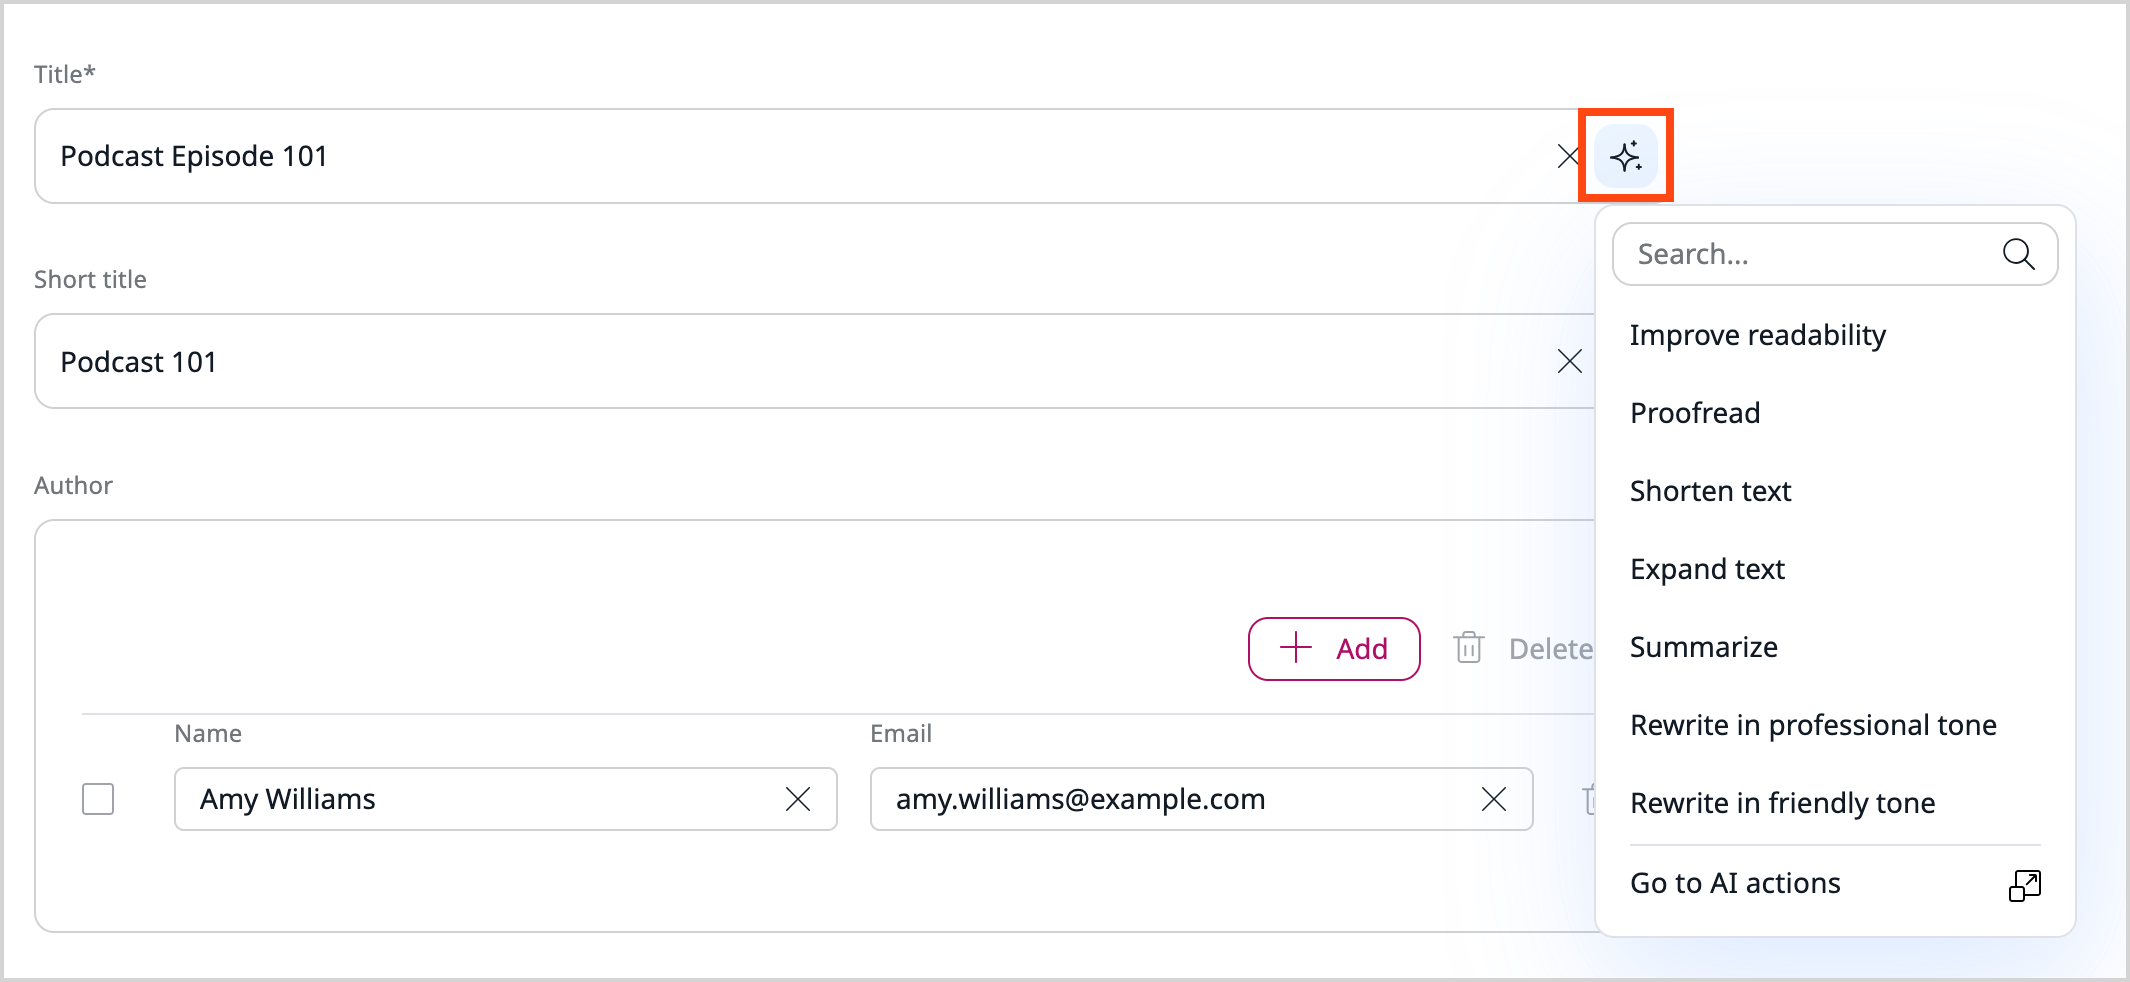 Title*
Podcast Episode 101
Short title
Podcast 101
Author
Add
Delete
Name
Email
Amy Williams
amy.williams@example.com
Search...
Improve readability
Proofread
Shorten text
Expand text
Summarize
Rewrite in professional tone
Rewrite in friendly tone
Go to AI actions